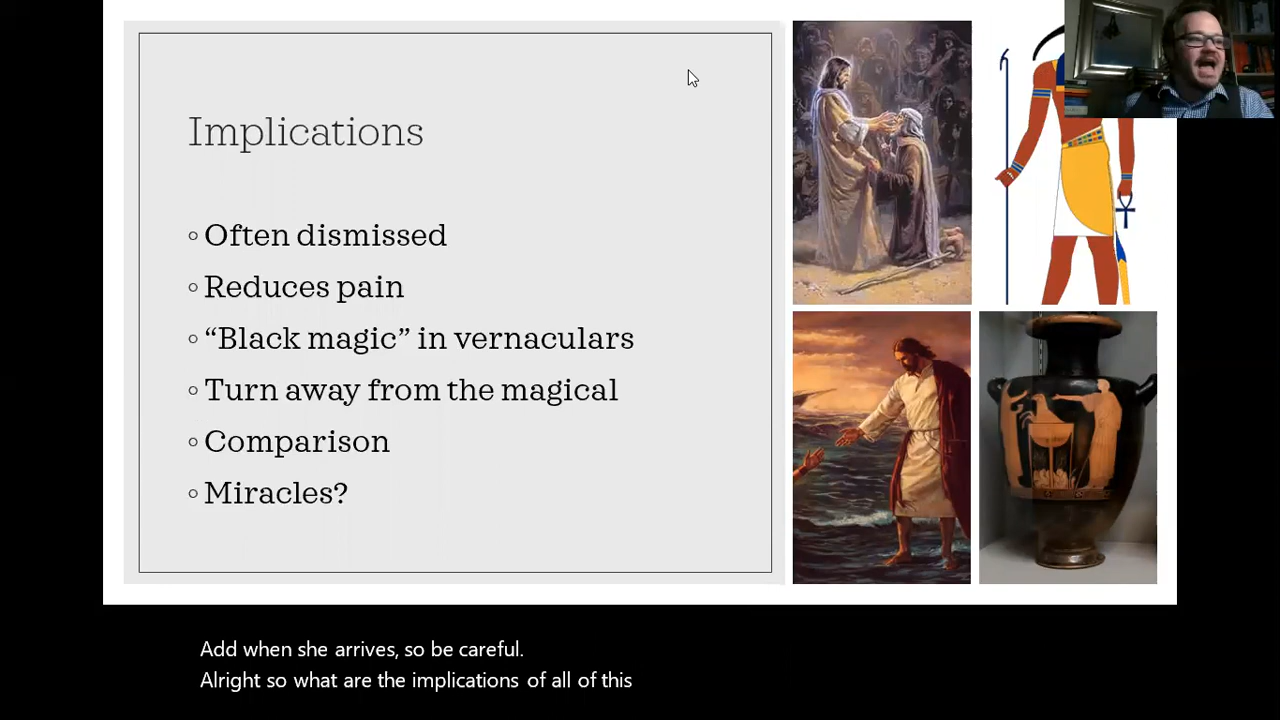 Implications
◦ Often dismissed
◦ Reduces pain
◦ “Black magic” in vernaculars
◦ Turn away from the magical
◦ Comparison
◦ Miracles?
Add when she arrives, so be careful.
Alright so what are the implications of all of this